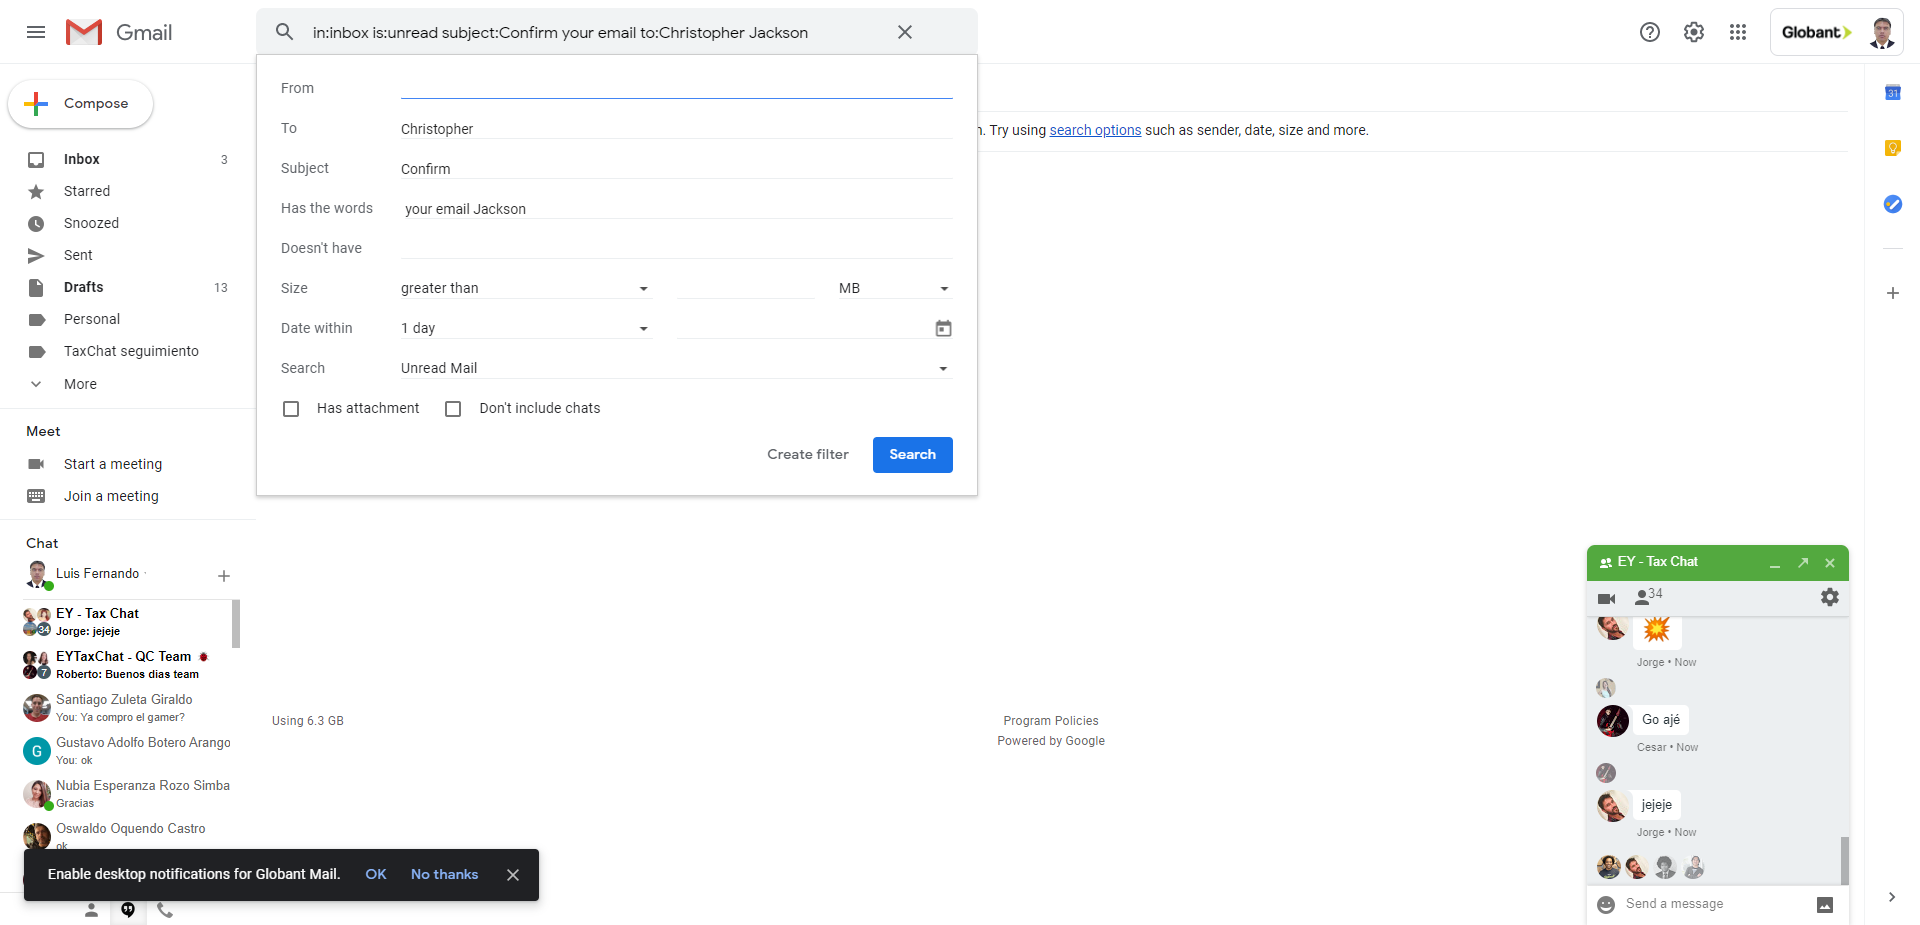 Gmail
in:inbox is:unread subject:Confirm your email to:Christopher Jackson
Globant
Compose
Inbox 3
Starred
Snoozed
Sent
Drafts 13
Personal
TaxChat seguimiento
More
Meet
Start a meeting
Join a meeting
Chat
Luis Fernando
EY - Tax Chat
34
Jorge: jejeje
EYTaxChat - QC Team
7
Roberto: Buenos dias team
Santiago Zuleta Giraldo
You: Ya compro el gamer?
G
Gustavo Adolfo Botero Arango
You: ok
Nubia Esperanza Rozo Simba
Gracias
Oswaldo Oquendo Castro
ok
Enable desktop notifications for Globant Mail. OK No thanks
From
To Christopher
Subject Confirm
Has the words your email Jackson
Doesn't have
Size greater than MB
Date within 1 day
Search Unread Mail
Has attachment Don't include chats
Create filter Search
. Try using search options such as sender, date, size and more.
Using 6.3 GB
Program Policies
Powered by Google
31
EY - Tax Chat
34
Jorge • Now
Go ajé
Cesar • Now
jejeje
Jorge • Now
Send a message